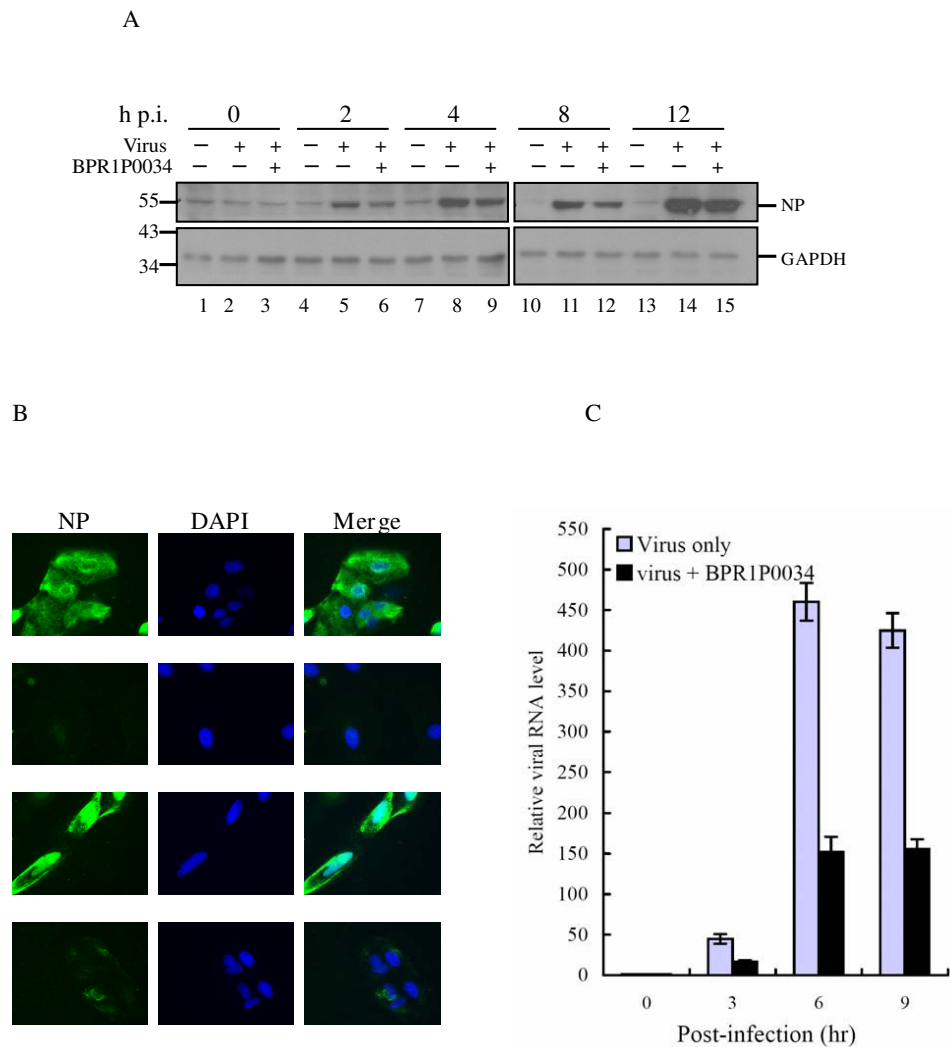 A
h p.i. 0 2 4 8 12
Virus − + + − + + − + + − + + − + +
BPR1P0034 − − + − − + − − + − − + − − +
55 NP
43
34 GAPDH
1 2 3 4 5 6 7 8 9 10 11 12 13 14 15
B C
NP DAPI Merge
Virus only
virus + BPR1P0034
Relative viral RNA level
550
500
450
400
350
300
250
200
150
100
50
0
0 3 6 9
Post-infection (hr)